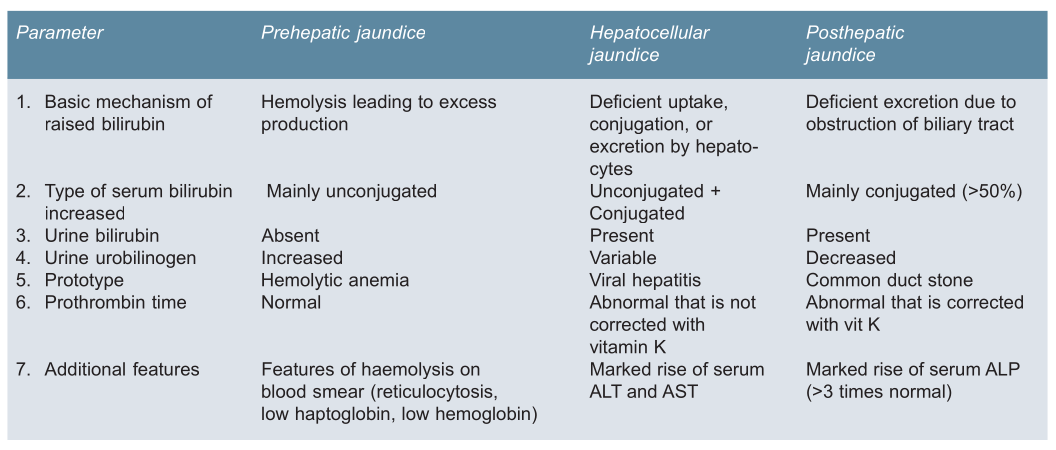 Parameter Prehepatic jaundice Hepatocellular jaundice Posthepatic jaundice
1. Basic mechanism of raised bilirubin
Hemolysis leading to excess production
Deficient uptake, conjugation, or excretion by hepato-cytes
Deficient excretion due to obstruction of biliary tract
2. Type of serum bilirubin increased
Mainly unconjugated
Unconjugated + Conjugated
Mainly conjugated (>50%)
3. Urine bilirubin
Absent
Present
Present
4. Urine urobilinogen
Increased
Variable
Decreased
5. Prototype
Hemolytic anemia
Viral hepatitis
Common duct stone
6. Prothrombin time
Normal
Abnormal that is not corrected with vitamin K
Abnormal that is corrected with vit K
7. Additional features
Features of haemolysis on blood smear (reticulocytosis, low haptoglobin, low hemoglobin)
Marked rise of serum ALT and AST
Marked rise of serum ALP (>3 times normal)